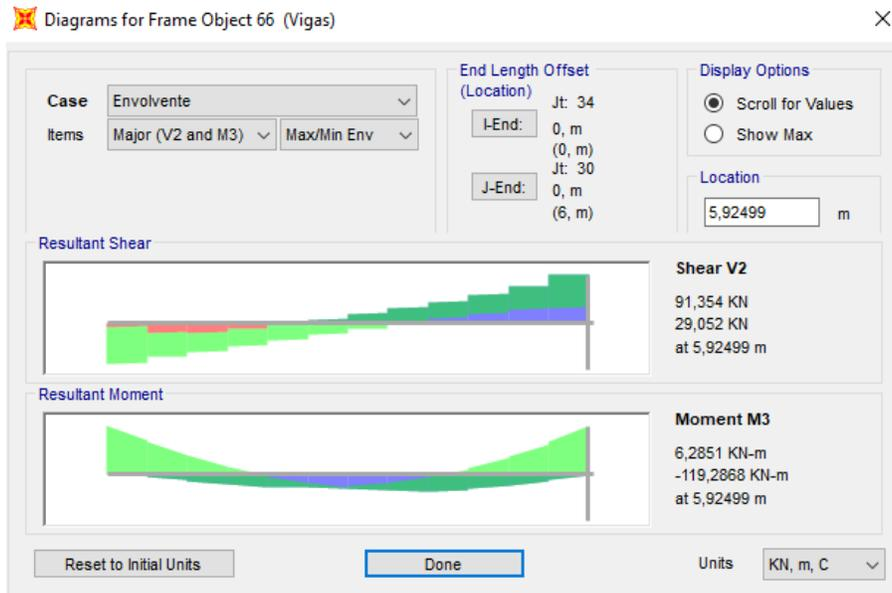 Diagrams for Frame Object 66 (Vigas)
Case Envolvente
Items Major (V2 and M3) Max/Min Env
End Length Offset
(Location)
Jt: 34
I-End: 0, m
(0, m)
Jt: 30
J-End: 0, m
(6, m)
Display Options
Scroll for Values
Show Max
Location
5,92499 m
Resultant Shear
Shear V2
91,354 KN
29,052 KN
at 5,92499 m
Resultant Moment
Moment M3
6,2851 KN-m
-119,2868 KN-m
at 5,92499 m
Reset to Initial Units
Done
Units KN, m, C